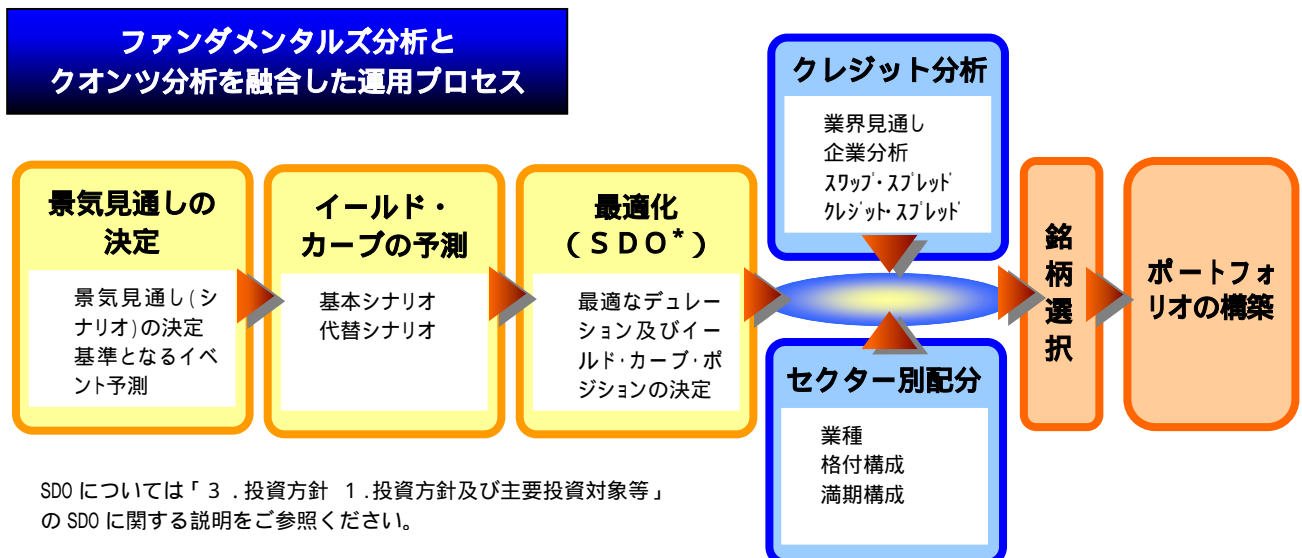 ファンダメンタルズ分析と
クオンツ分析を融合した運用プロセス
景気見通しの
決定
景気見通し(シ
ナリオ)の決定
基準となるイベ
ント予測
イールド・
カーブの予測
基本シナリオ
代替シナリオ
最適化
(SDO*)
最適なデュレー
ション及びイー
ルド・カーブ・ポ
ジションの決定
クレジット分析
業界見通し
企業分析
スワップ・スプレッド
クレジット・スプレッド
セクター別配分
業種
格付構成
満期構成
銘
柄
選
択
ポートフォ
リオの構築
SDOについては「3.投資方針 1.投資方針及び主要投資対象等」
のSDOに関する説明をご参照ください。